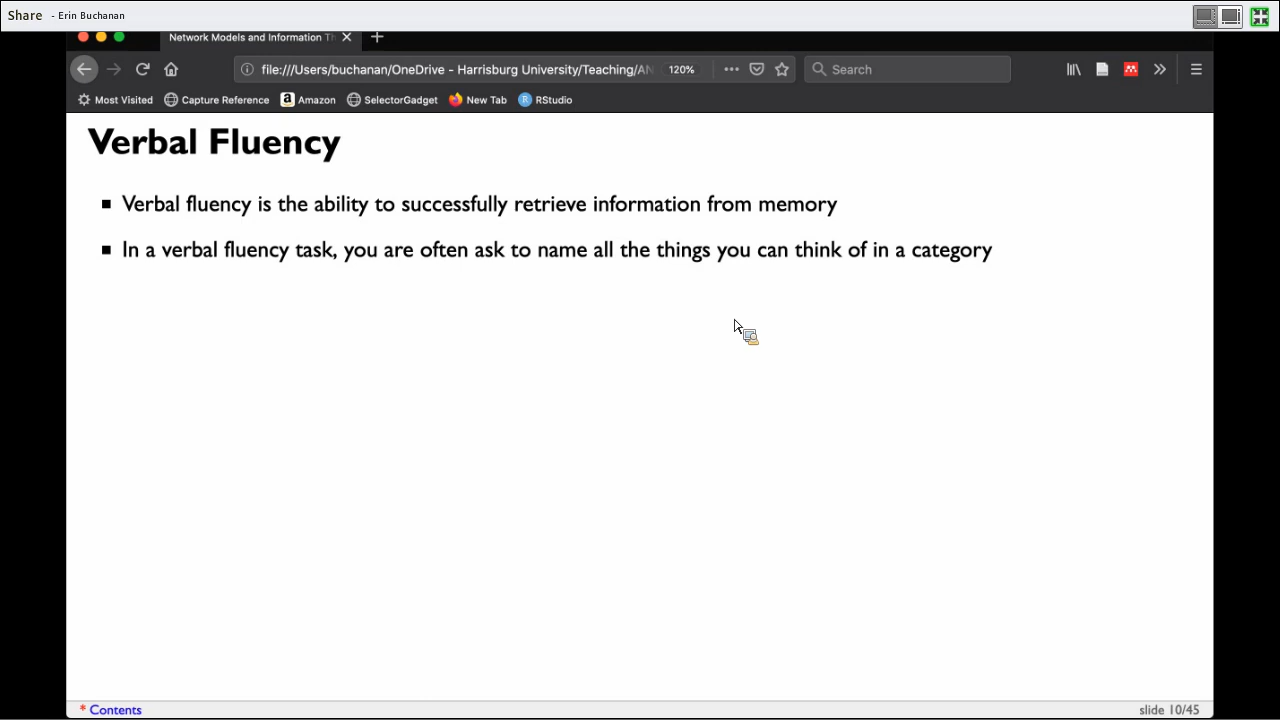 Share - Erin Buchanan
Network Models and Information Th
file:///Users/buchanan/OneDrive - Harrisburg University/Teaching/AN 120% Search
Most Visited Capture Reference Amazon SelectorGadget New Tab RStudio
Verbal Fluency
Verbal fluency is the ability to successfully retrieve information from memory
In a verbal fluency task, you are often ask to name all the things you can think of in a category
* Contents slide 10/45